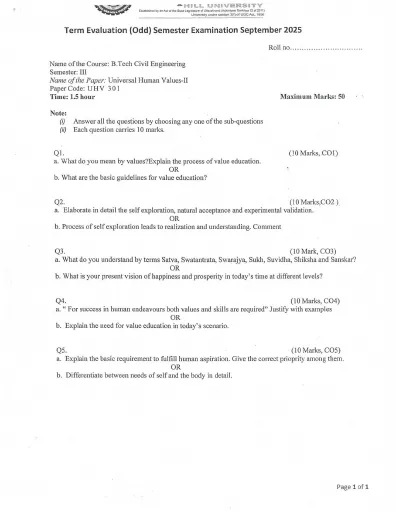 HILL UNIVERSITY
Term Evaluation (Odd) Semester Examination September 2025
Roll no..............................
Name of the Course: B.Tech Civil Engineering
Semester: III
Name of the Paper: Universal Human Values-II
Paper Code: UHV 301
Time: 1.5 hour Maximum Marks: 50
Note:
(i) Answer all the questions by choosing any one of the sub-questions
(ii) Each question carries 10 marks.
Q1. (10 Marks, CO1)
a. What do you mean by values?Explain the process of value education.
OR
b. What are the basic guidelines for value education?
Q2. (10 Marks,CO2 )
a. Elaborate in detail the self exploration, natural acceptance and experimental validation.
OR
b. Process of self exploration leads to realization and understanding. Comment
Q3. (10 Mark, CO3)
a. What do you understand by terms Satva, Swatantrata, Swarajya, Sukh, Suvidha, Shiksha and Sanskar?
OR
b. What is your present vision of happiness and prosperity in today's time at different levels?
Q4. (10 Marks, CO4)
a. " For success in human endeavours both values and skills are required" Justify with examples
OR
b. Explain the need for value education in today's scenario.
Q5. (10 Marks, CO5)
a. Explain the basic requirement to fulfill human aspiration. Give the correct prioprity among them.
OR
b. Differentiate between needs of self and the body in detail.
Page 1 of 1